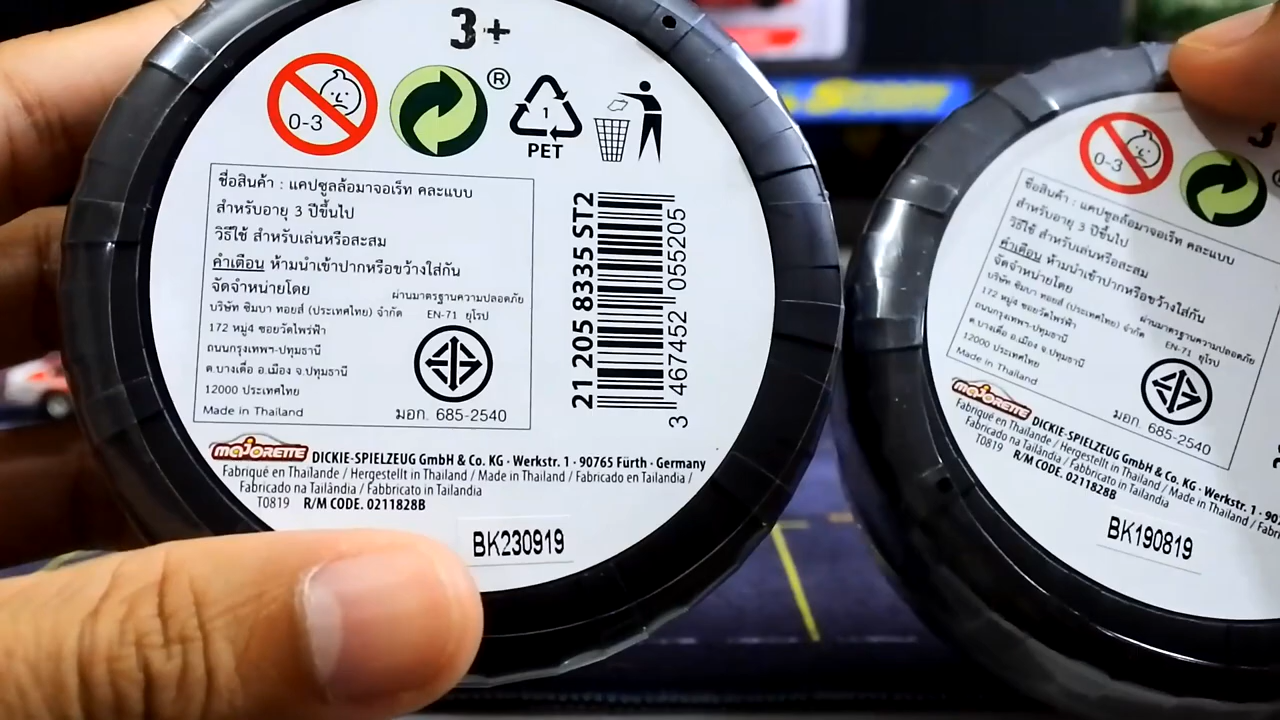 3+
0-3
®
1
PET
ชื่อสินค้า : แคปซูลล้อมาจอเร็ท คละแบบ
สำหรับอายุ 3 ปีขึ้นไป
วิธีใช้ สำหรับเล่นหรือสะสม
คำเตือน ห้ามนำเข้าปากหรือขว้างใส่กัน
จัดจำหน่ายโดย
บริษัท ซิมบา ทอยส์ (ประเทศไทย) จำกัด
172 หมู่4 ซอยวัดไพร่ฟ้า
ถนนกรุงเทพฯ-ปทุมธานี
ต.บางเดื่อ อ.เมือง จ.ปทุมธานี
12000 ประเทศไทย
Made in Thailand
ผ่านมาตรฐานความปลอดภัย
EN-71 ยุโรป
มอก. 685-2540
21 205 8335 ST2
3 467452 055205
majorette DICKIE-SPIELZEUG GmbH & Co. KG · Werkstr. 1 · 90765 Fürth · Germany
Fabriqué en Thaïlande / Hergestellt in Thailand / Made in Thailand / Fabricado en Tailandia /
Fabricado na Tailândia / Fabbricato in Tailandia
T0819 R/M CODE. 0211828B
BK230919
0-3
ชื่อสินค้า : แคปซูลล้อมาจอเร็ท คละแบบ
สำหรับอายุ 3 ปีขึ้นไป
วิธีใช้ สำหรับเล่นหรือสะสม
คำเตือน ห้ามนำเข้าปากหรือขว้างใส่กัน
จัดจำหน่ายโดย
บริษัท ซิมบา ทอยส์ (ประเทศไทย) จำกัด
172 หมู่4 ซอยวัดไพร่ฟ้า
ถนนกรุงเทพฯ-ปทุมธานี
ต.บางเดื่อ อ.เมือง จ.ปทุมธานี
12000 ประเทศไทย
Made in Thailand
ผ่านมาตรฐานความปลอดภัย
EN-71 ยุโรป
มอก. 685-2540
majorette DICKIE-SPIELZEUG GmbH & Co. KG · Werkstr. 1 ·
Fabriqué en Thaïlande / Hergestellt in Thailand / Made in Thailand /
Fabricado na Tailândia / Fabbricato in Tailandia
T0819 R/M CODE. 0211828B
BK190819